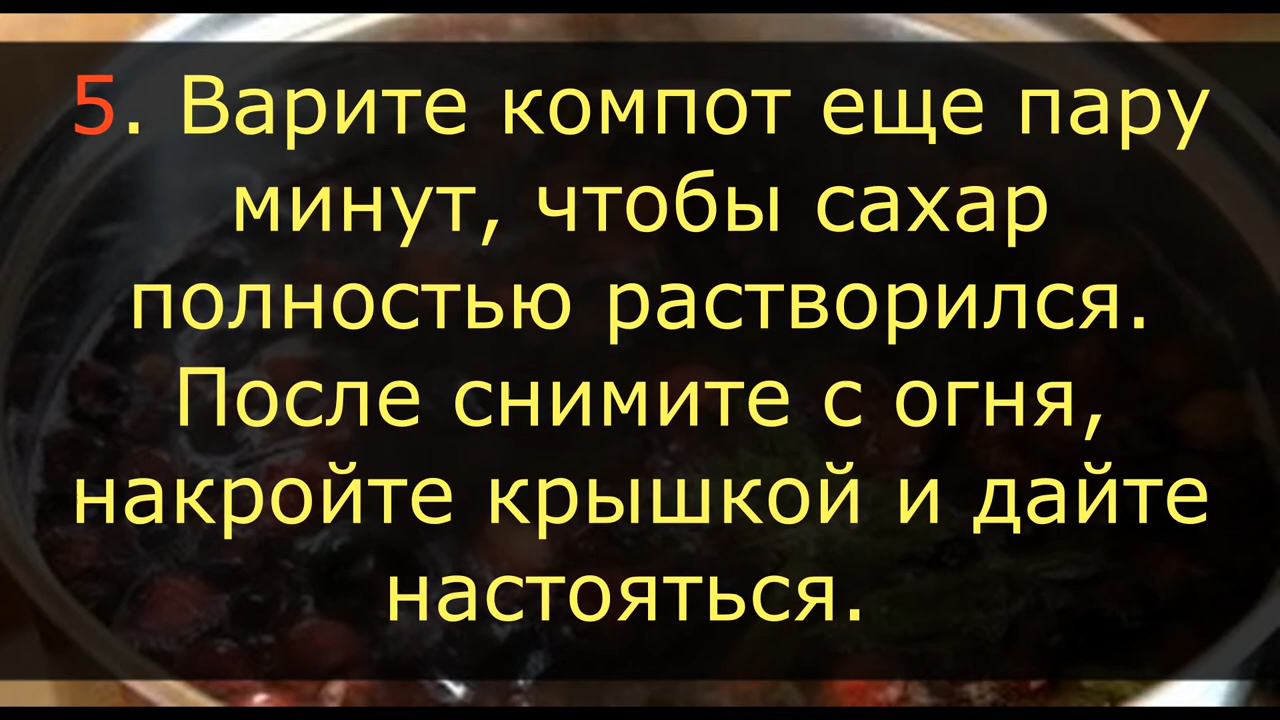 5. Варите компот еще пару
минут, чтобы сахар
полностью растворился.
После снимите с огня,
накройте крышкой и дайте
настояться.